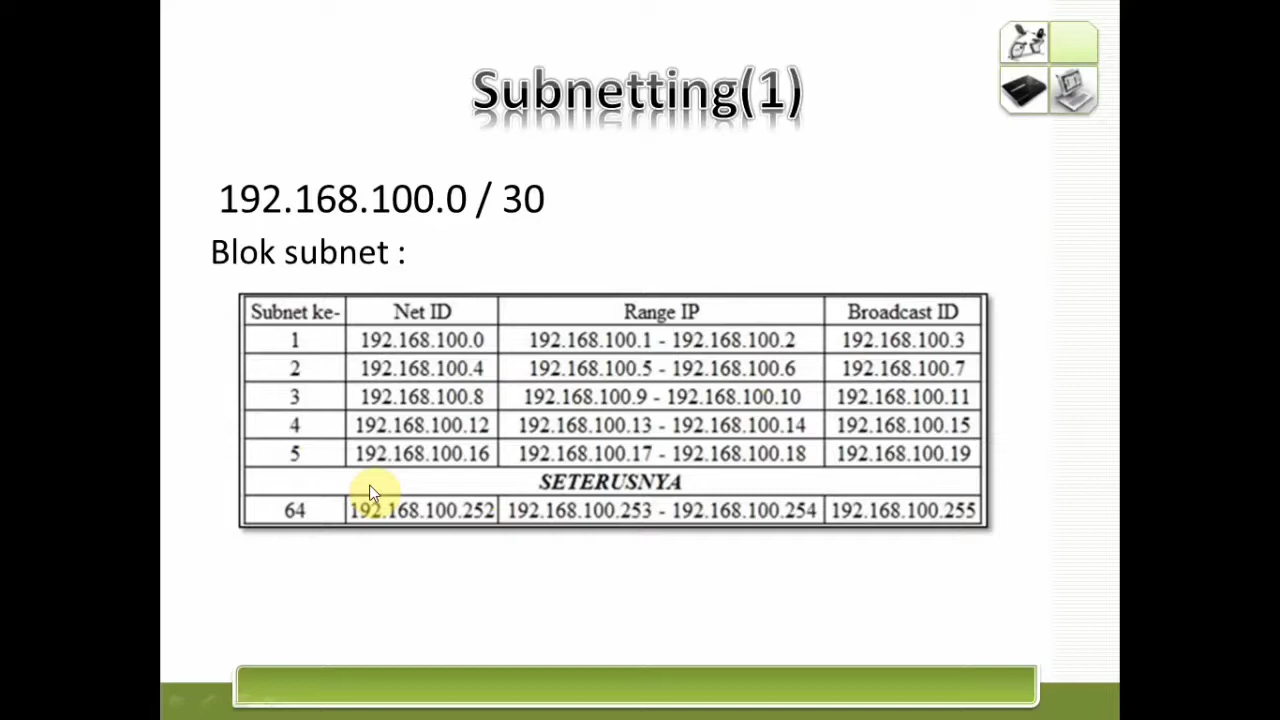 Subnetting(1)
192.168.100.0 / 30
Blok subnet :
Subnet ke- Net ID Range IP Broadcast ID
1 192.168.100.0 192.168.100.1 - 192.168.100.2 192.168.100.3
2 192.168.100.4 192.168.100.5 - 192.168.100.6 192.168.100.7
3 192.168.100.8 192.168.100.9 - 192.168.100.10 192.168.100.11
4 192.168.100.12 192.168.100.13 - 192.168.100.14 192.168.100.15
5 192.168.100.16 192.168.100.17 - 192.168.100.18 192.168.100.19
SETERUSNYA
64 192.168.100.252 192.168.100.253 - 192.168.100.254 192.168.100.255